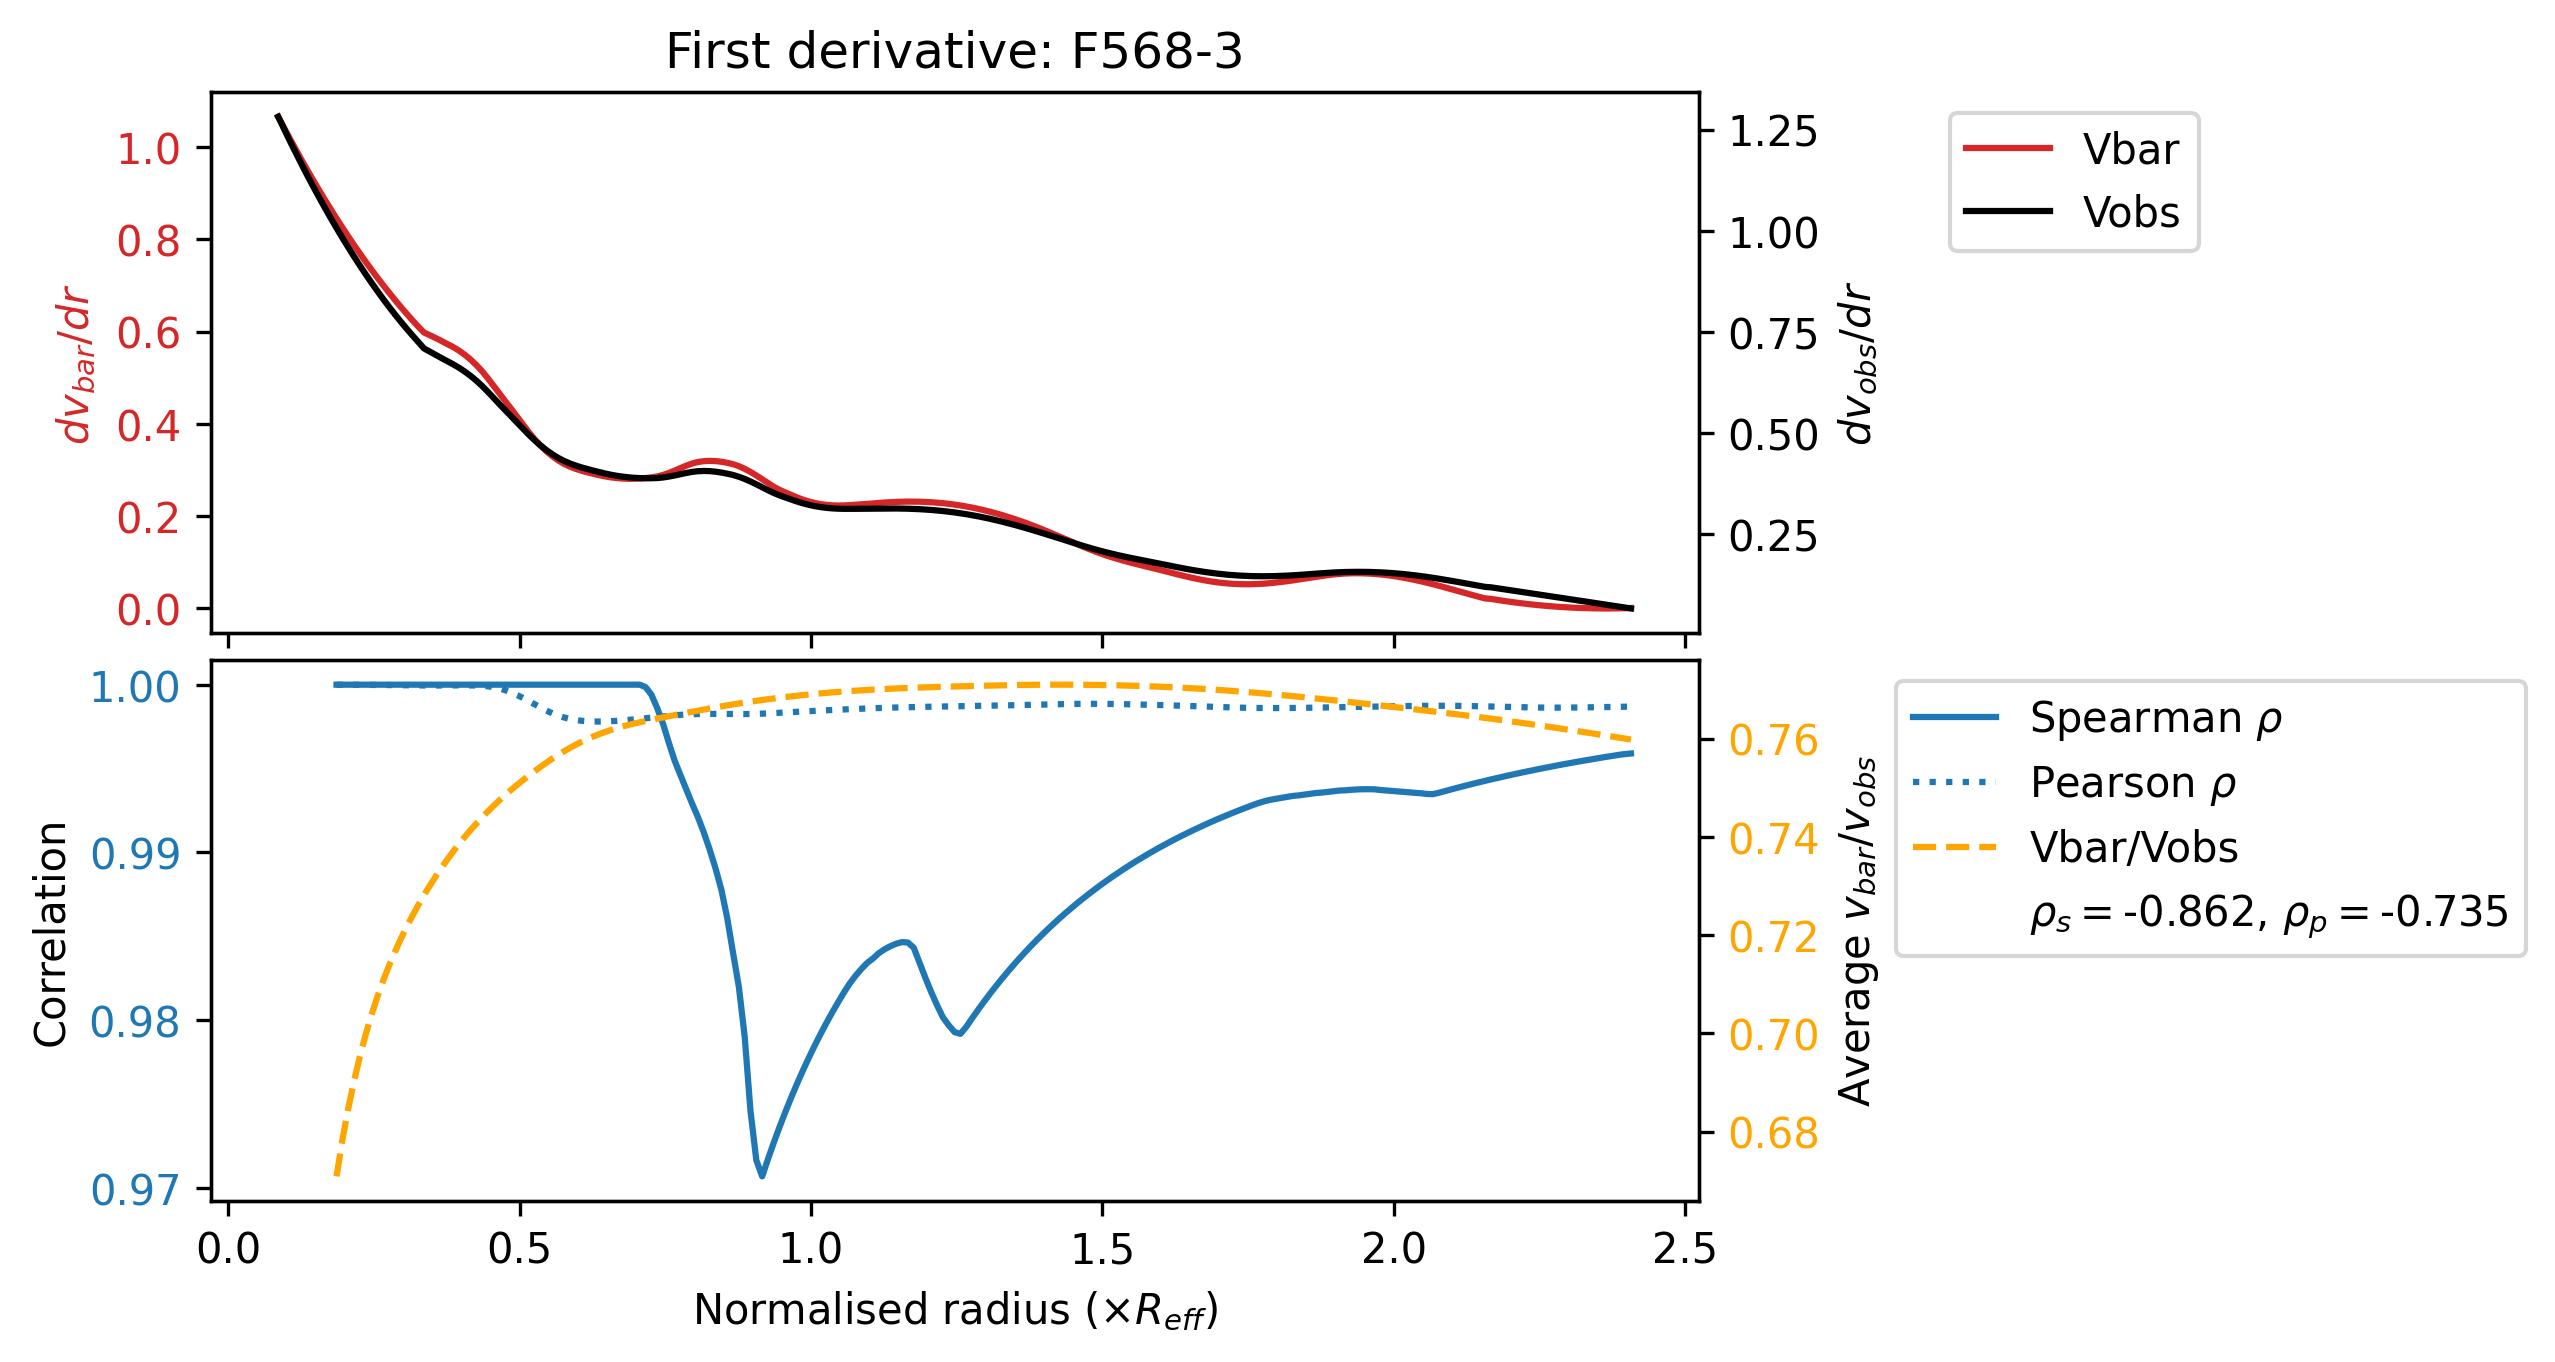 First derivative: F568-3
1.0
0.8
0.6
0.4
0.2
0.0
dv_bar/dr
1.25
1.00
0.75
0.50
0.25
dv_obs/dr
Vbar
Vobs
1.00
0.99
0.98
0.97
Correlation
0.76
0.74
0.72
0.70
0.68
Average v_bar/v_obs
Spearman ρ
Pearson ρ
Vbar/Vobs
ρ_s = -0.862, ρ_p = -0.735
0.0 0.5 1.0 1.5 2.0 2.5
Normalised radius (×R_eff)